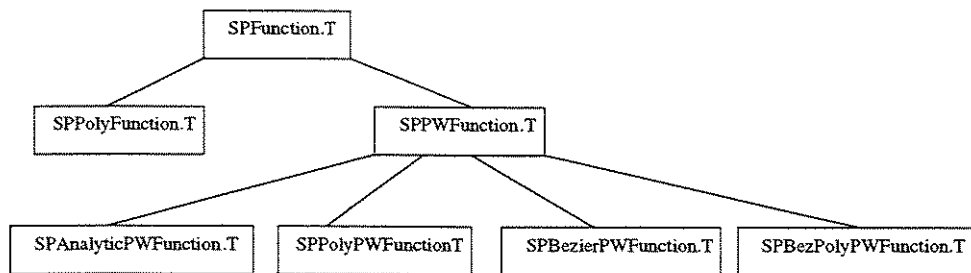 SPFunction.T
SPPolyFunction.T
SPPWFunction.T
SPAnalyticPWFunction.T
SPPolyPWFunctionT
SPBezierPWFunction.T
SPBezPolyPWFunction.T